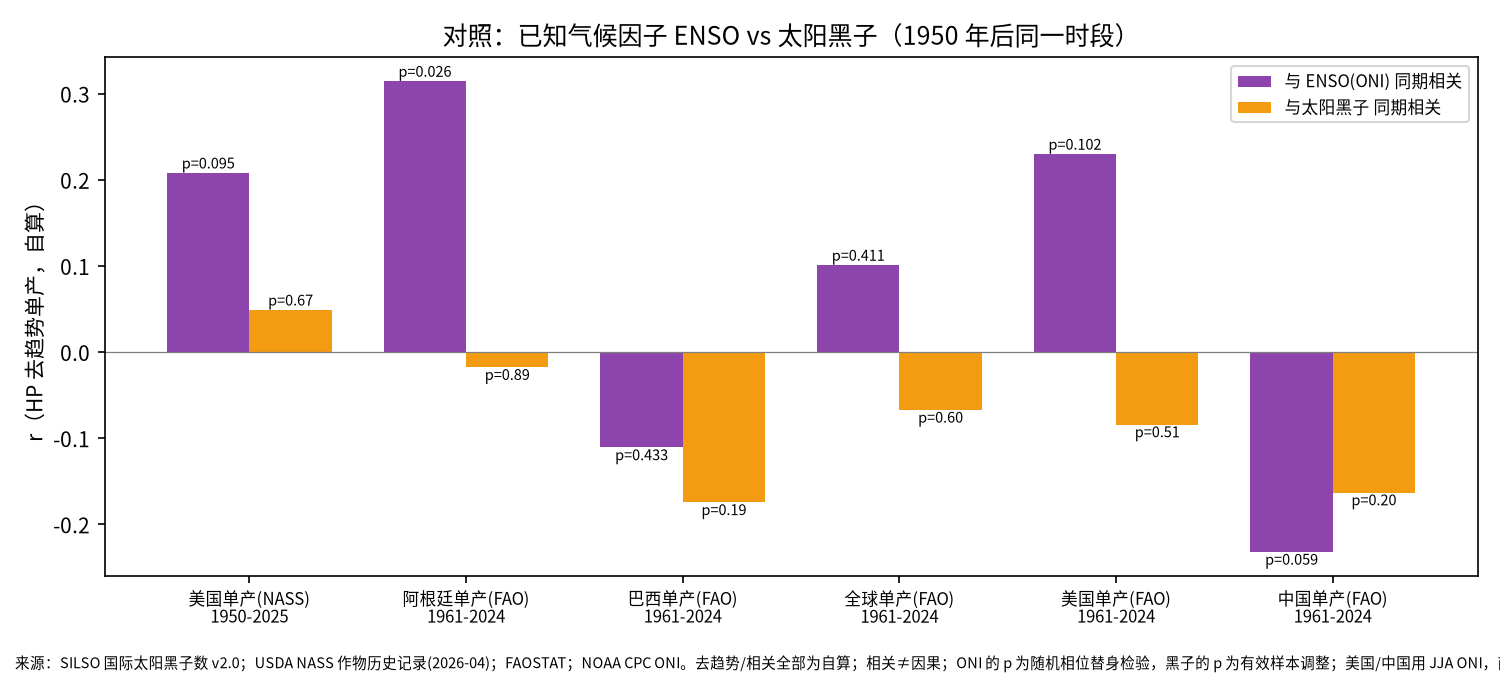 对照：已知气候因子 ENSO vs 太阳黑子（1950 年后同一时段）
与 ENSO(ONI) 同期相关
与太阳黑子 同期相关
r（HP 去趋势单产，自算）
0.3
0.2
0.1
0.0
-0.1
-0.2
p=0.095
p=0.67
p=0.026
p=0.89
p=0.433
p=0.19
p=0.411
p=0.60
p=0.102
p=0.51
p=0.059
p=0.20
美国单产(NASS)
1950-2025
阿根廷单产(FAO)
1961-2024
巴西单产(FAO)
1961-2024
全球单产(FAO)
1961-2024
美国单产(FAO)
1961-2024
中国单产(FAO)
1961-2024
来源：SILSO 国际太阳黑子数 v2.0；USDA NASS 作物历史记录(2026-04)；FAOSTAT；NOAA CPC ONI。去趋势/相关全部为自算；相关≠因果；ONI 的 p 为随机相位替身检验，黑子的 p 为有效样本调整；美国/中国用 JJA ONI，